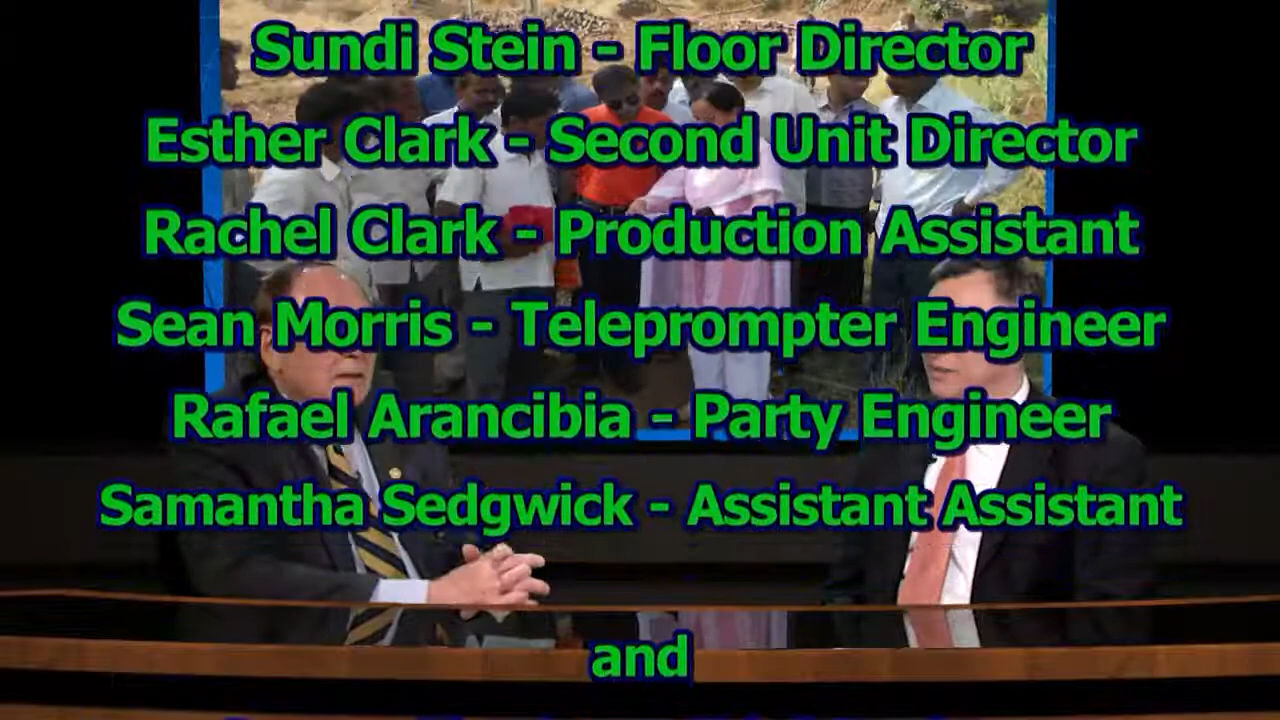 Sundi Stein - Floor Director
Esther Clark - Second Unit Director
Rachel Clark - Production Assistant
Sean Morris - Teleprompter Engineer
Rafael Arancibia - Party Engineer
Samantha Sedgwick - Assistant Assistant
and